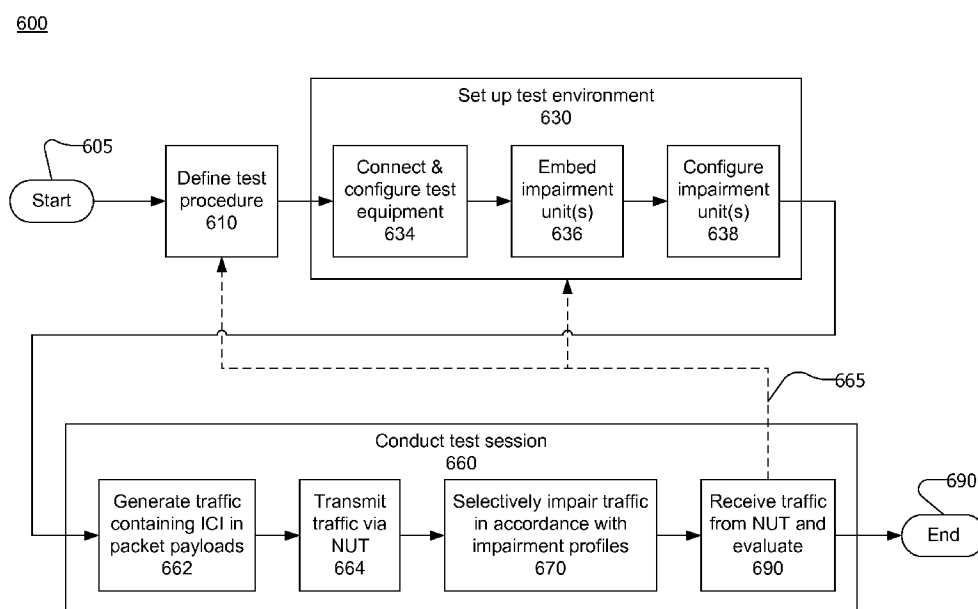 600
Set up test environment
630
605
Start
Define test
procedure
610
Connect &
configure test
equipment
634
Embed
impairment
unit(s)
636
Configure
impairment
unit(s)
638
665
Conduct test session
660
Generate traffic
containing ICI in
packet payloads
662
Transmit
traffic via
NUT
664
Selectively impair traffic
in accordance with
impairment profiles
670
Receive traffic
from NUT and
evaluate
690
690
End